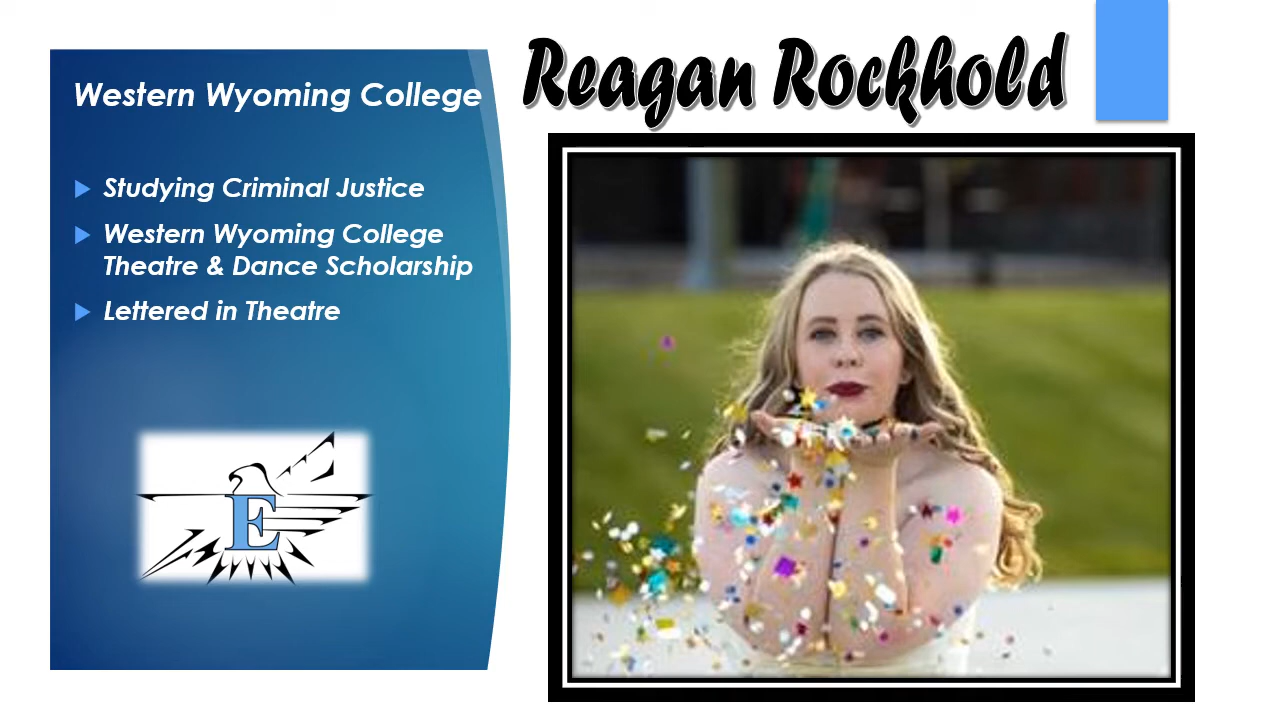 Reagan Rockhold
Western Wyoming College
Studying Criminal Justice
Western Wyoming College
Theatre & Dance Scholarship
Lettered in Theatre
E